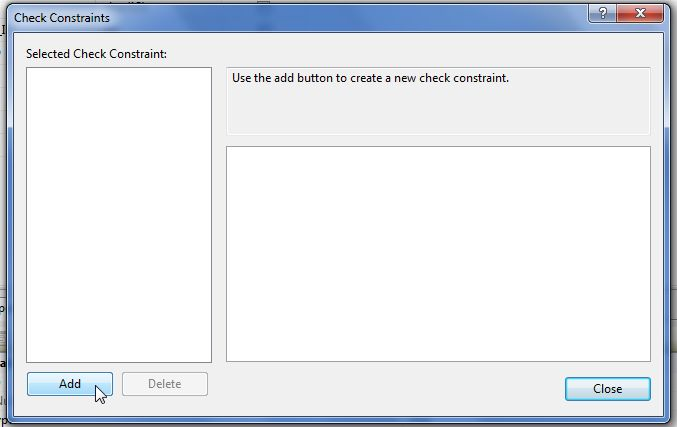 Check Constraints
?
Selected Check Constraint:
Use the add button to create a new check constraint.
Add
Delete
Close